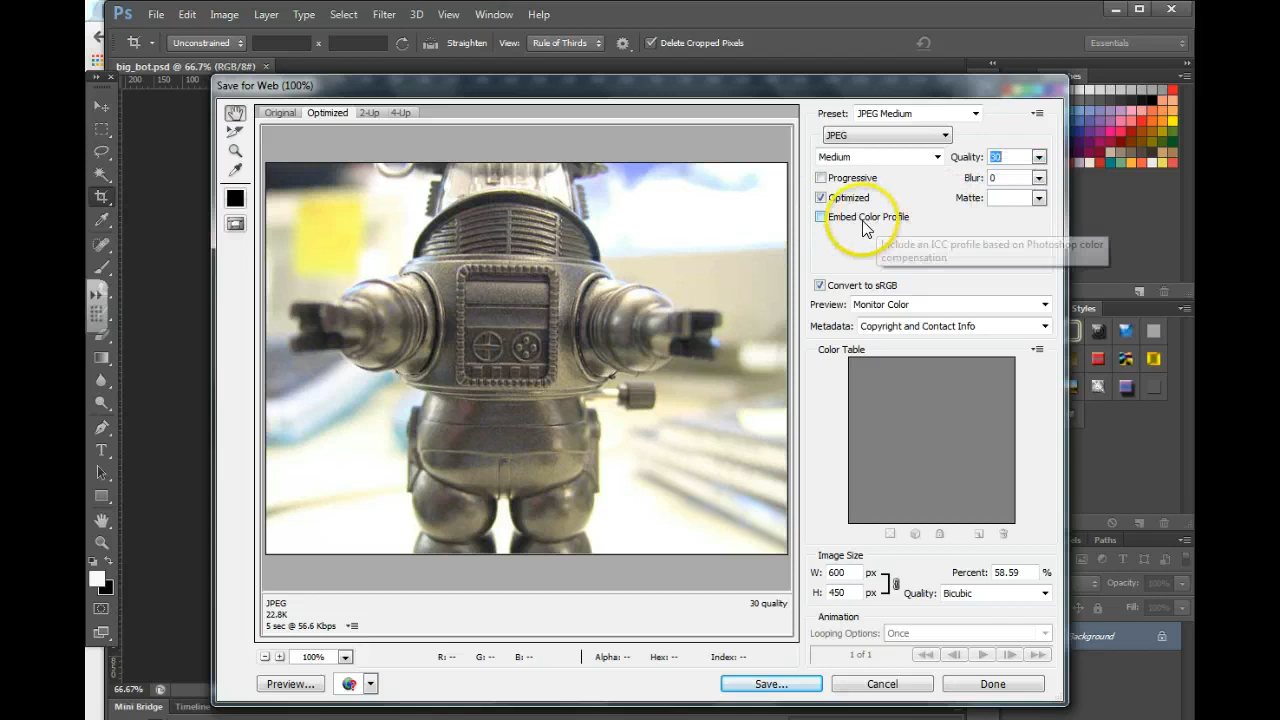 Ps File Edit Image Layer Type Select Filter 3D View Window Help
Unconstrained x Straighten View: Rule of Thirds Delete Cropped Pixels Essentials
big_bot.psd @ 66.7% (RGB/8#) ×
200 150 100
Save for Web (100%)
Original Optimized 2-Up 4-Up
Preset: JPEG Medium
JPEG
Medium Quality: 30
Progressive Blur: 0
Optimized Matte:
Embed Color Profile
Include an ICC profile based on Photoshop color
compensation
Convert to sRGB
Preview: Monitor Color
Metadata: Copyright and Contact Info
Styles
Color Table
Paths
Image Size
W: 600 px Percent: 58.59 %
H: 450 px Quality: Bicubic
Opacity: 100%
Fill: 100%
Background
JPEG 30 quality
22.8K
5 sec @ 56.6 Kbps
Animation
Looping Options: Once
1 of 1
100% R: -- G: -- B: -- Alpha: -- Hex: -- Index: --
Preview... Save... Cancel Done
66.67%
Mini Bridge Timeline